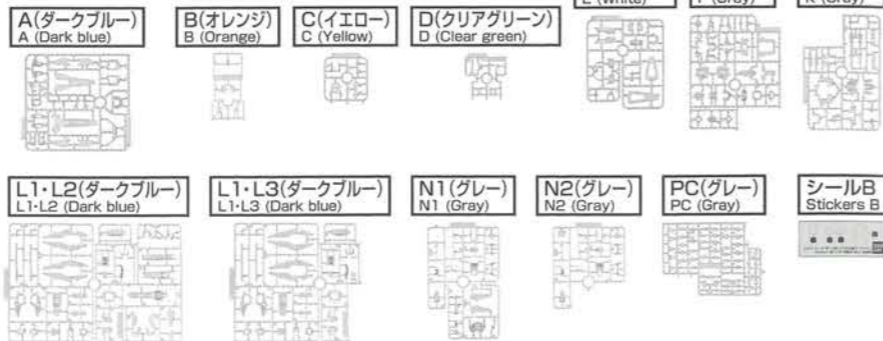 A(ダークブルー)
A (Dark blue)
B(オレンジ)
B (Orange)
C(イエロー)
C (Yellow)
D(クリアグリーン)
D (Clear green)
L1・L2(ダークブルー)
L1·L2 (Dark blue)
L1・L3(ダークブルー)
L1·L3 (Dark blue)
N1(グレー)
N1 (Gray)
N2(グレー)
N2 (Gray)
PC(グレー)
PC (Gray)
シールB
Stickers B